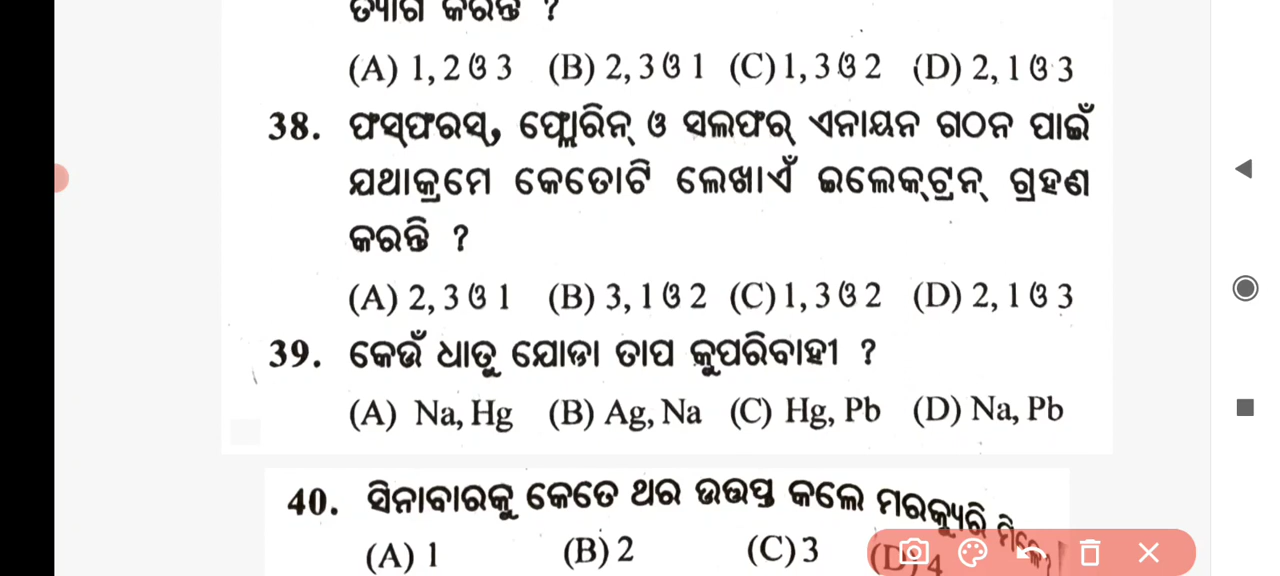 ତ୍ୟାଗ କରନ୍ତି ?
(A) 1, 2 ଓ 3 (B) 2, 3 ଓ 1 (C) 1, 3 ଓ 2 (D) 2, 1 ଓ 3
38. ଫସ୍‌ଫରସ୍, ଫ୍ଲୋରିନ୍ ଓ ସଲଫର୍ ଏନାୟନ ଗଠନ ପାଇଁ
ଯଥାକ୍ରମେ କେତୋଟି ଲେଖାଏଁ ଇଲେକ୍‌ଟ୍ରନ୍ ଗ୍ରହଣ
କରନ୍ତି ?
(A) 2, 3 ଓ 1 (B) 3, 1 ଓ 2 (C) 1, 3 ଓ 2 (D) 2, 1 ଓ 3
39. କେଉଁ ଧାତୁ ଯୋଡା ତାପ କୁପରିବାହୀ ?
(A) Na, Hg (B) Ag, Na (C) Hg, Pb (D) Na, Pb
40. ସିନାବାରକୁ କେତେ ଥର ଉତ୍ତପ୍ତ କଲେ ମରକ୍ୟୁରି
(A) 1 (B) 2 (C) 3 (D) 4